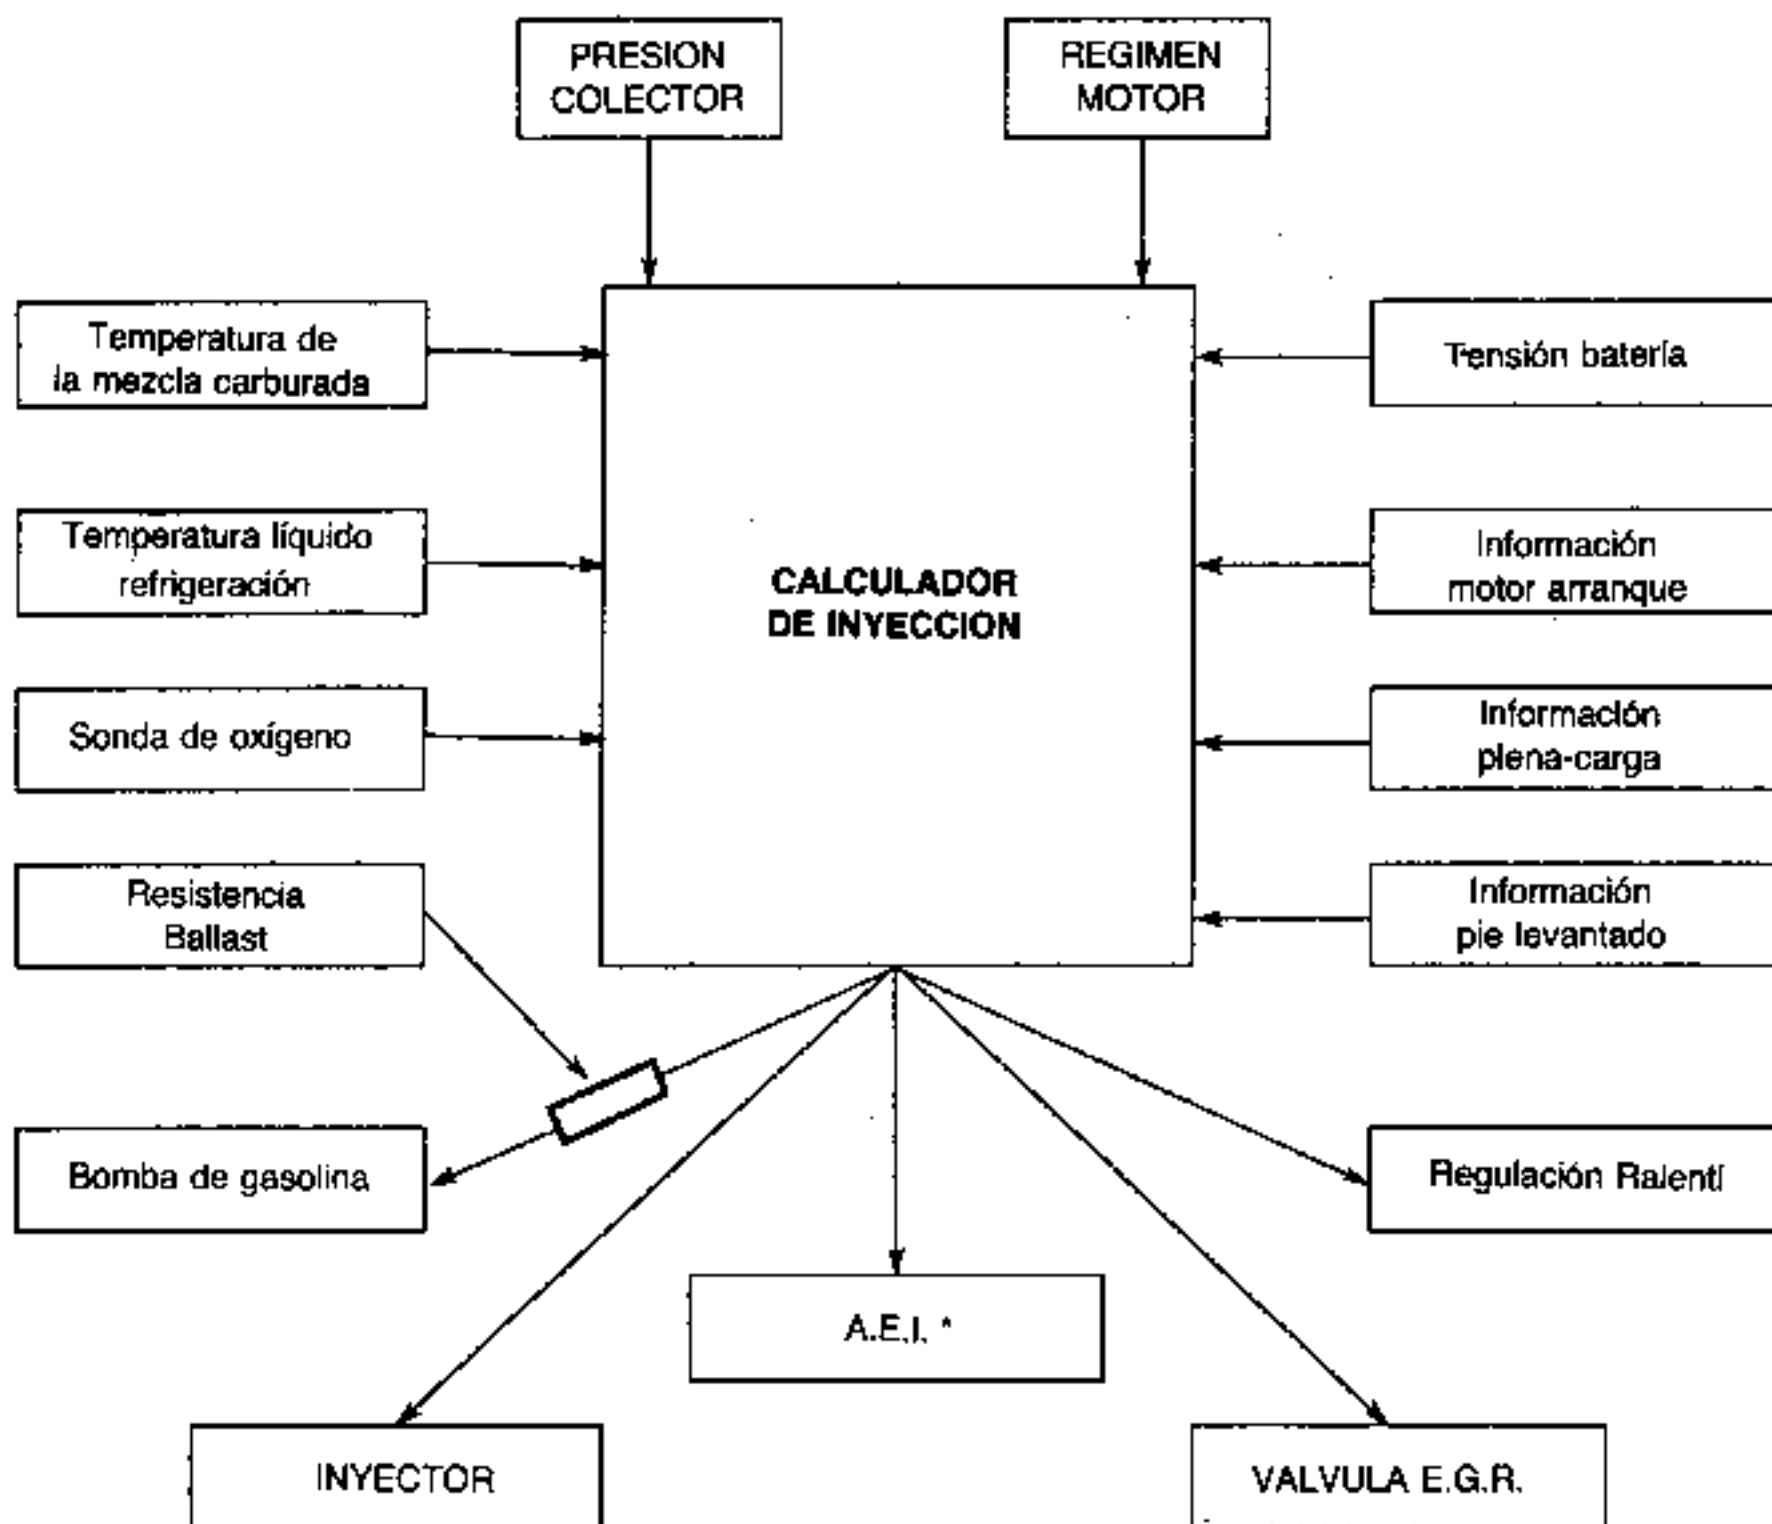 PRESION
COLECTOR
REGIMEN
MOTOR
Temperatura de
la mezcla carburada
Tensión batería
Temperatura líquido
refrigeración
CALCULADOR
DE INYECCION
Información
motor arranque
Sonda de oxígeno
Información
plena-carga
Resistencia
Ballast
Información
pie levantado
Bomba de gasolina
Regulación Ralentí
A.E.I. *
INYECTOR
VALVULA E.G.R.